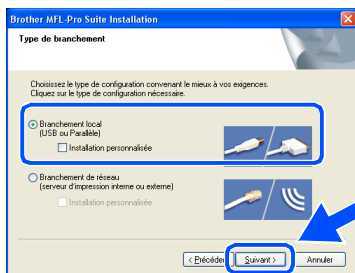 Brother MFL-Pro Suite Installation
Type de branchement
Choisissez le type de configuration convenant le mieux à vos exigences.
Cliquez sur le type de configuration nécessaire.
Branchement local
(USB ou Parallèle)
Installation personnalisée
Branchement de réseau
(serveur d'impression interne ou externe)
Installation personnalisée
< Précéder
Suivant >
Annuler